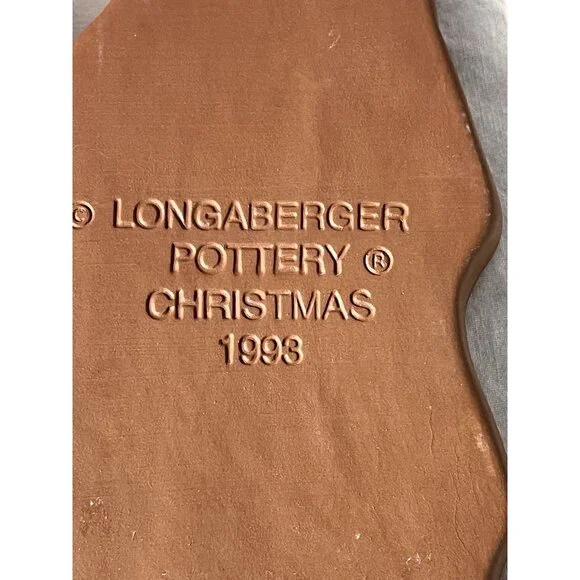 © LONGABERGER
POTTERY ®
CHRISTMAS
1993